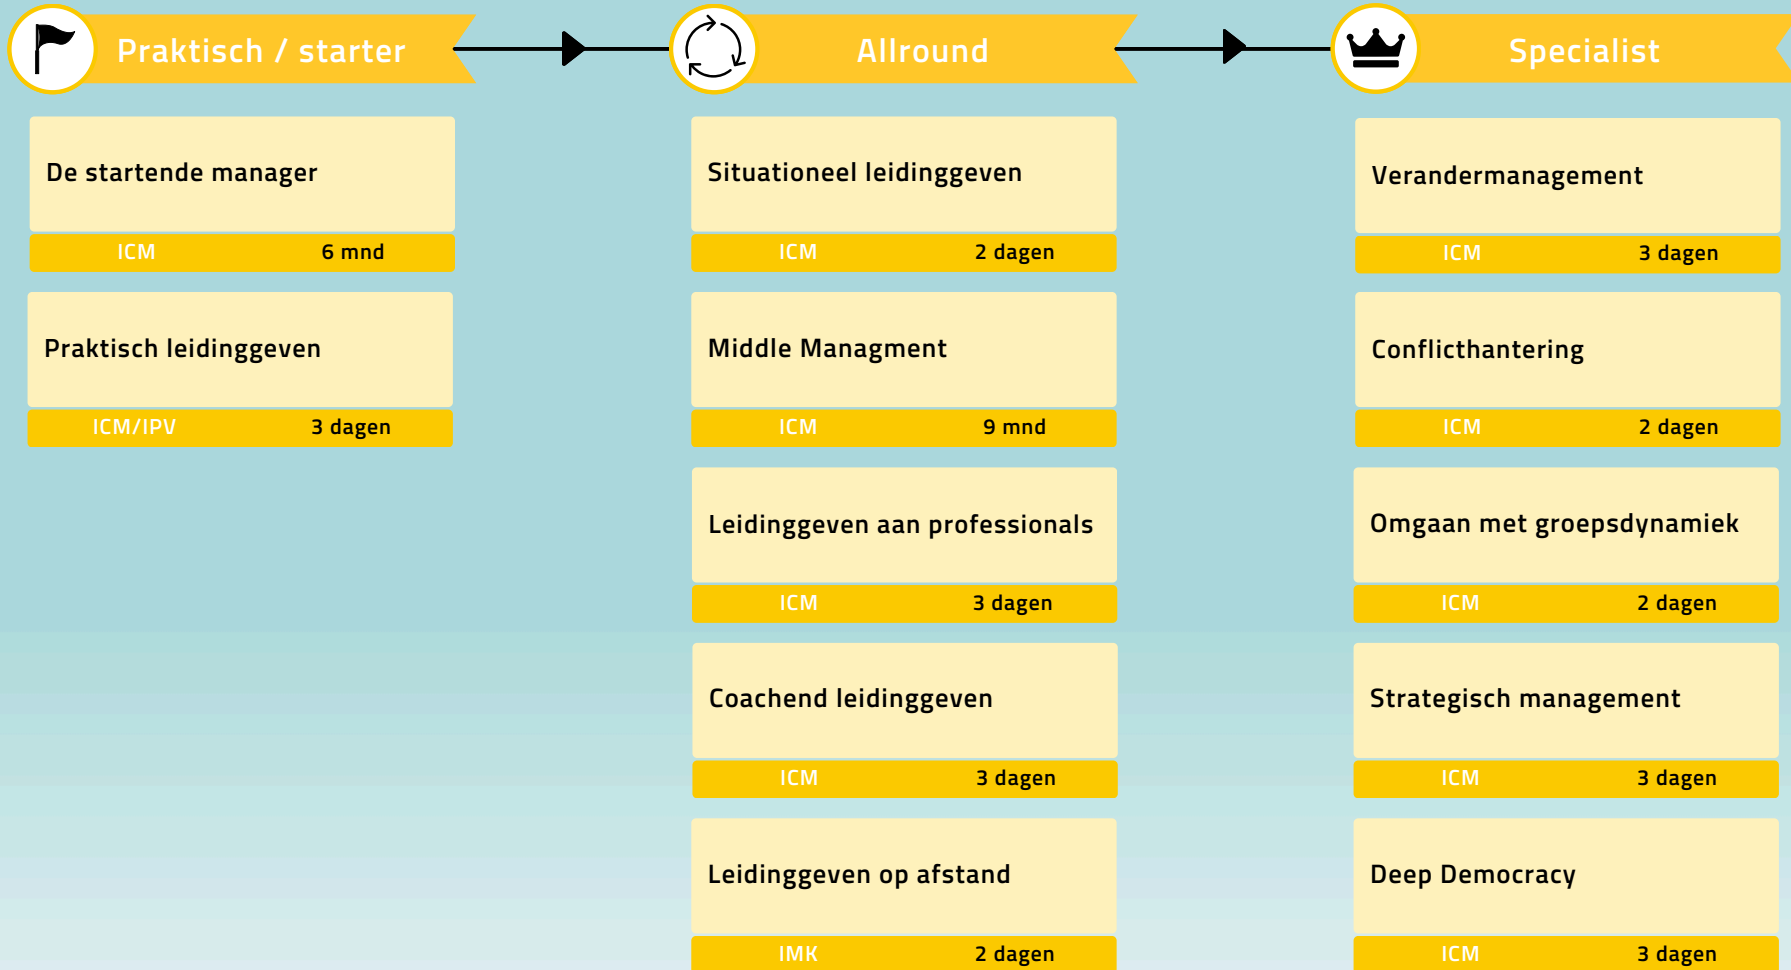 Praktisch / starter
Allround
Specialist
De startende manager
ICM 6 mnd
Praktisch leidinggeven
ICM/IPV 3 dagen
Situationeel leidinggeven
ICM 2 dagen
Middle Managment
ICM 9 mnd
Leidinggeven aan professionals
ICM 3 dagen
Coachend leidinggeven
ICM 3 dagen
Leidinggeven op afstand
IMK 2 dagen
Verandermanagement
ICM 3 dagen
Conflicthantering
ICM 2 dagen
Omgaan met groepsdynamiek
ICM 2 dagen
Strategisch management
ICM 3 dagen
Deep Democracy
ICM 3 dagen